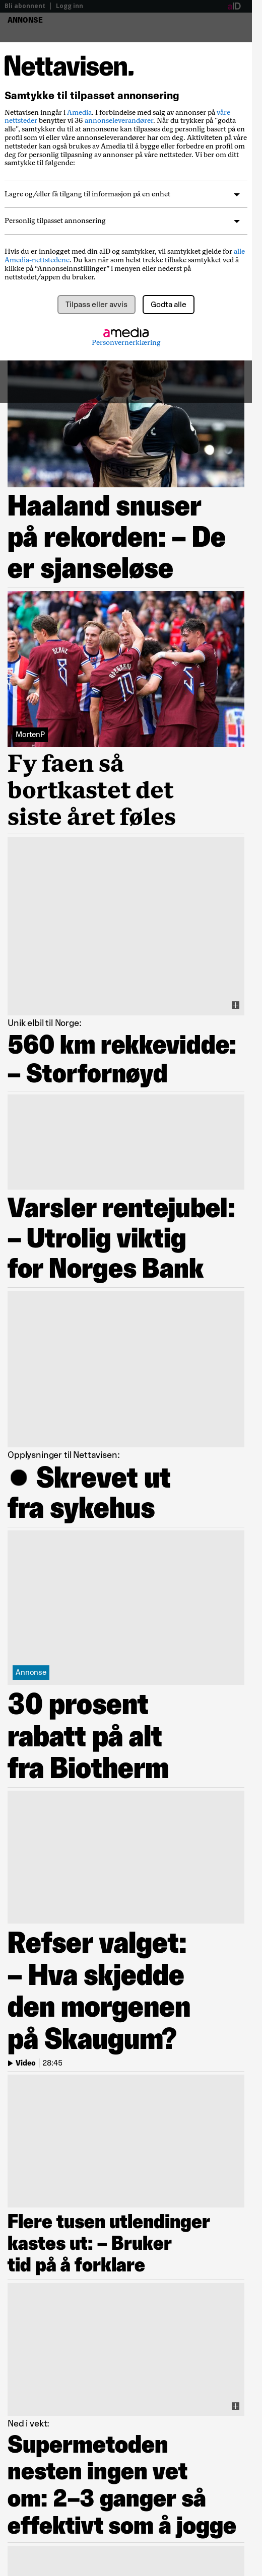 Bli abonnent | Logg inn
aID
ANNONSE
Nettavisen.
Samtykke til tilpasset annonsering
Nettavisen inngår i Amedia. I forbindelse med salg av annonser på våre
nettsteder benytter vi 36 annonseleverandører. Når du trykker på "godta
alle", samtykker du til at annonsene kan tilpasses deg personlig basert på en
profil som vi eller våre annonseleverandører har om deg. Aktiviteten på våre
nettsteder kan også brukes av Amedia til å bygge eller forbedre en profil om
deg for personlig tilpasning av annonser på våre nettsteder. Vi ber om ditt
samtykke til følgende:
Lagre og/eller få tilgang til informasjon på en enhet
Personlig tilpasset annonsering
Hvis du er innlogget med din aID og samtykker, vil samtykket gjelde for alle
Amedia-nettstedene. Du kan når som helst trekke tilbake samtykket ved å
klikke på “Annonseinnstillinger” i menyen eller nederst på
nettstedet/appen du bruker.
Tilpass eller avvis
Godta alle
amedia
Personvernerklæring
RESPECT
Haaland snuser
på rekorden: – De
er sjanseløse
MortenP
Fy faen så
bortkastet det
siste året føles
Unik elbil til Norge:
560 km rekkevidde:
– Storfornøyd
Varsler rentejubel:
– Utrolig viktig
for Norges Bank
Opplysninger til Nettavisen:
● Skrevet ut
fra sykehus
Annonse
30 prosent
rabatt på alt
fra Biotherm
Refser valget:
– Hva skjedde
den morgenen
på Skaugum?
Video | 28:45
Flere tusen utlendinger
kastes ut: – Bruker
tid på å forklare
Ned i vekt:
Supermetoden
nesten ingen vet
om: 2–3 ganger så
effektivt som å jogge